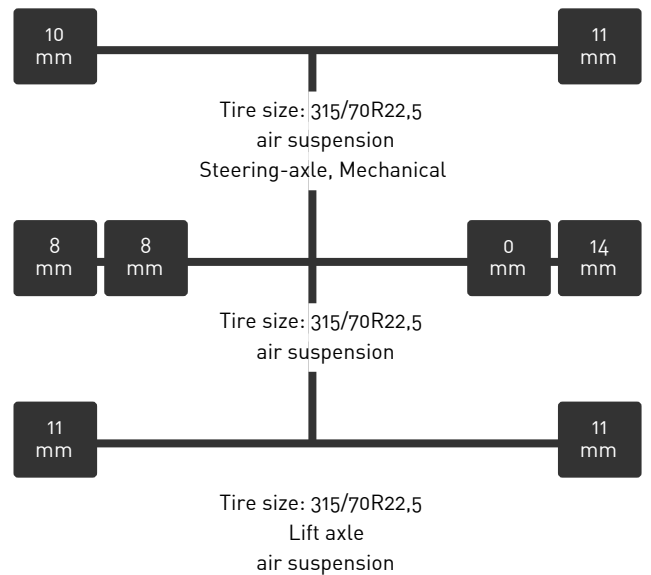 10
mm
11
mm
Tire size: 315/70R22,5
air suspension
Steering-axle, Mechanical
8
mm
8
mm
0
mm
14
mm
Tire size: 315/70R22,5
air suspension
11
mm
11
mm
Tire size: 315/70R22,5
Lift axle
air suspension